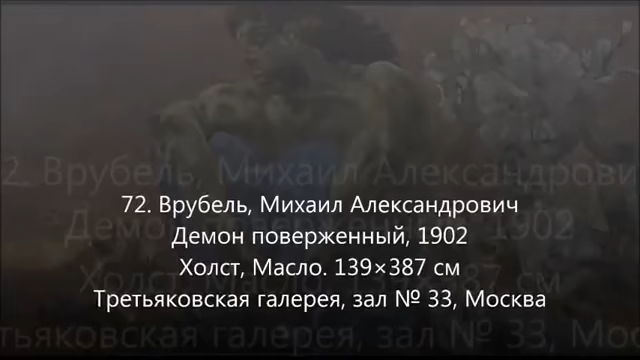 72. Врубель, Михаил Александрович
Демон поверженный, 1902
Холст, Масло. 139×387 см
Третьяковская галерея, зал № 33, Москва